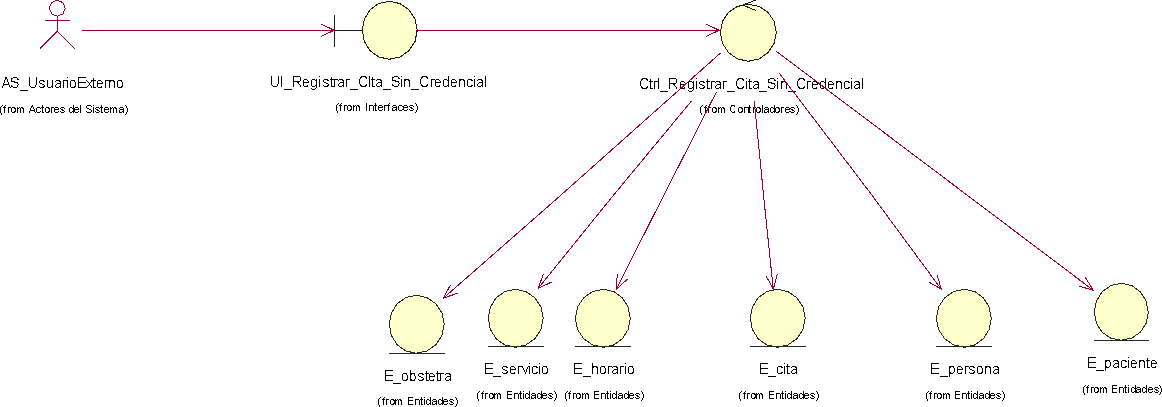 AS_UsuarioExterno
(from Actores del Sistema)
UI_Registrar_CIta_Sin_Credencial
(from Interfaces)
Ctrl_Registrar_Cita_Sin_Credencial
(from Controladores)
E_obstetra
(from Entidades)
E_servicio
(from Entidades)
E_horario
(from Entidades)
E_cita
(from Entidades)
E_persona
(from Entidades)
E_paciente
(from Entidades)